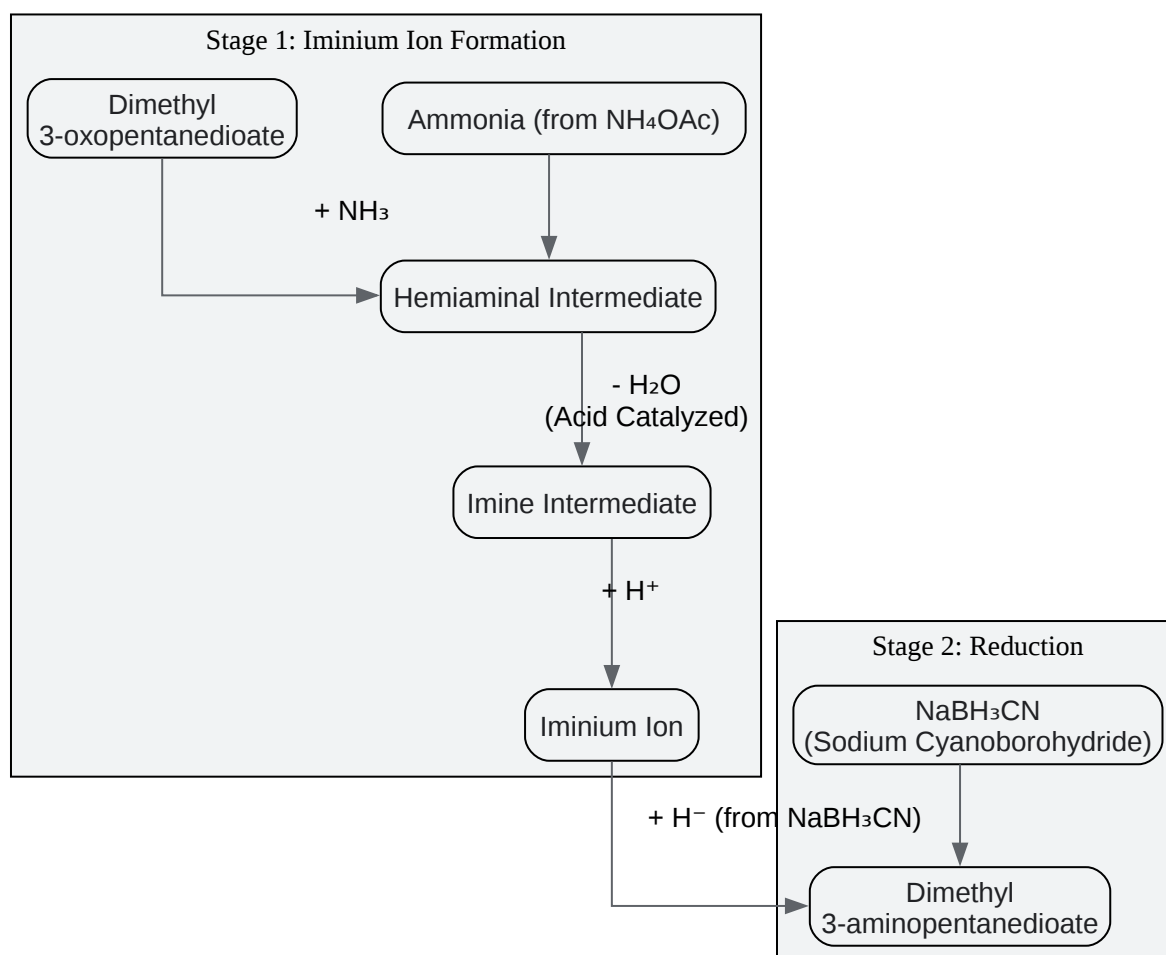 Stage 1: Iminium Ion Formation
Dimethyl
3-oxopentanedioate
Ammonia (from NH₄OAc)
+ NH₃
Hemiaminal Intermediate
- H₂O
(Acid Catalyzed)
Imine Intermediate
+ H⁺
Iminium Ion
Stage 2: Reduction
NaBH₃CN
(Sodium Cyanoborohydride)
+ H⁻ (from NaBH₃CN)
Dimethyl
3-aminopentanedioate